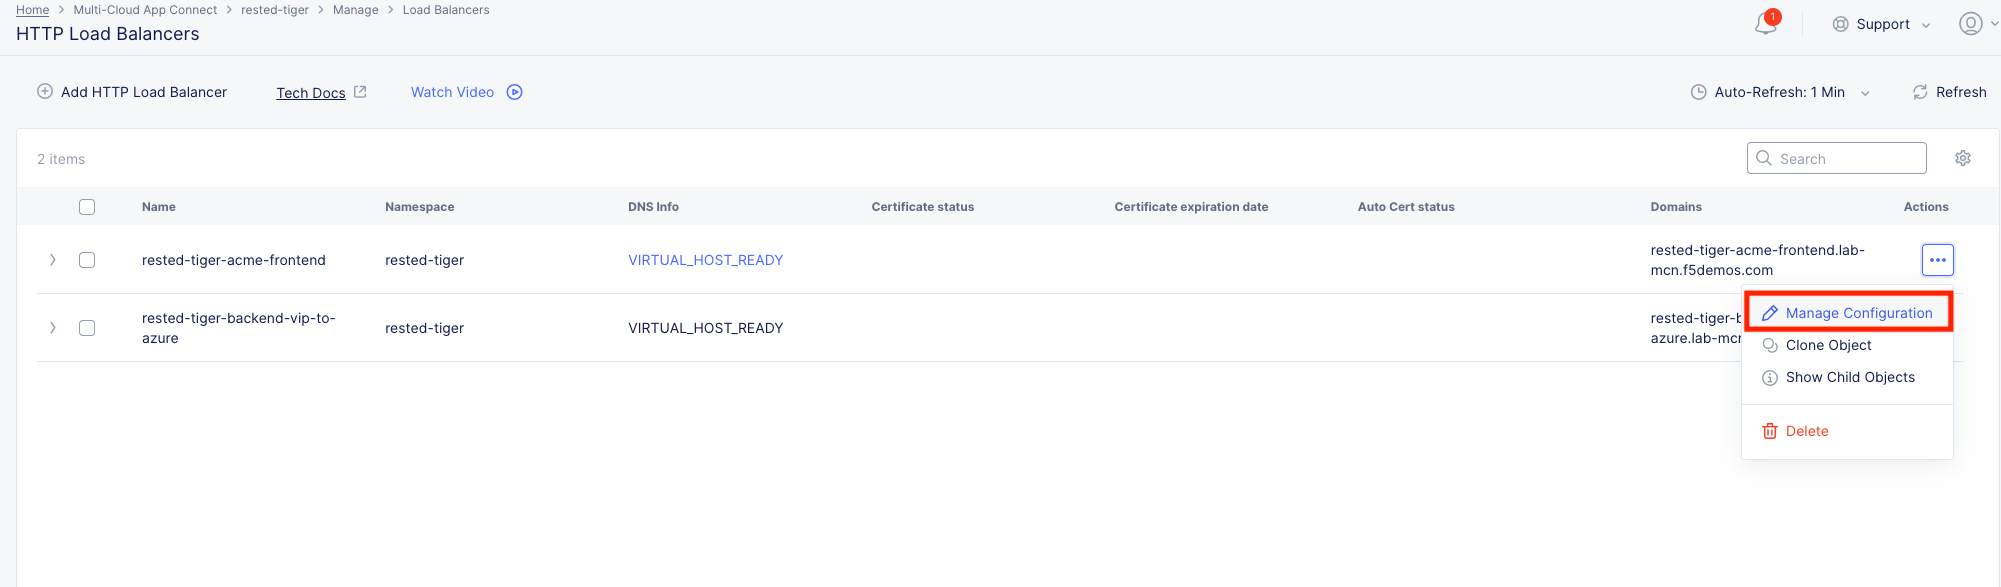 Home > Multi-Cloud App Connect > rested-tiger > Manage > Load Balancers
HTTP Load Balancers
1
Support
Add HTTP Load Balancer
Tech Docs
Watch Video
Auto-Refresh: 1 Min
Refresh
2 items
Search
Name Namespace DNS Info Certificate status Certificate expiration date Auto Cert status Domains Actions
rested-tiger-acme-frontend rested-tiger VIRTUAL_HOST_READY
rested-tiger-acme-frontend.lab-
mcn.f5demos.com
rested-tiger-backend-vip-to-
azure
rested-tiger VIRTUAL_HOST_READY
rested-tiger-b
azure.lab-mcn
Manage Configuration
Clone Object
Show Child Objects
Delete